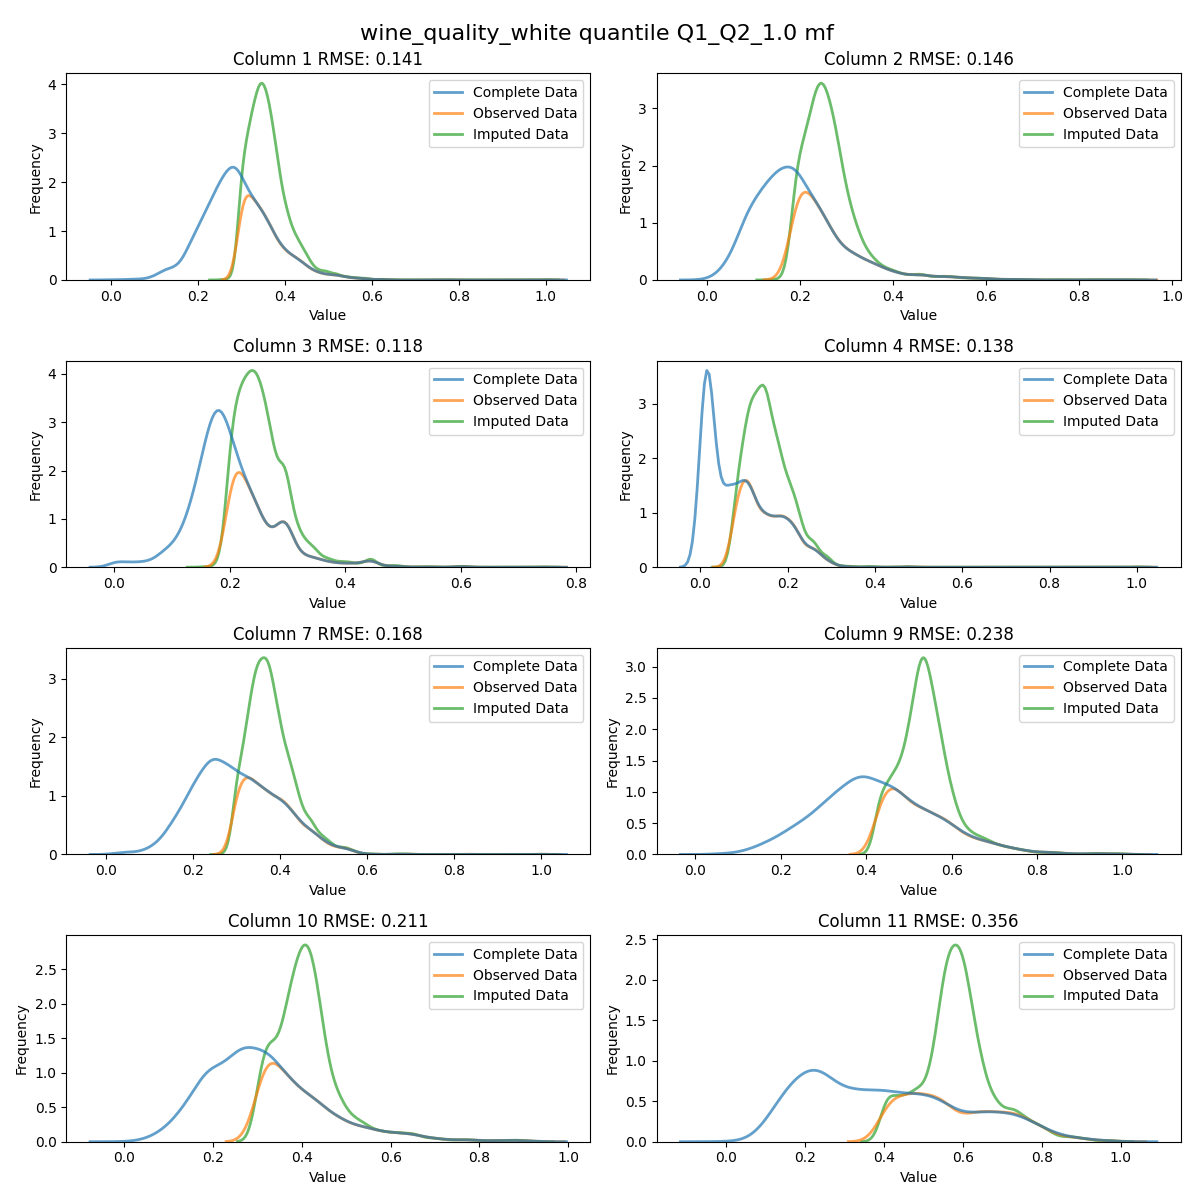 wine_quality_white quantile Q1_Q2_1.0 mf
Column 1 RMSE: 0.141
Frequency
4
3
2
1
0
Complete Data
Observed Data
Imputed Data
0.0 0.2 0.4 0.6 0.8 1.0
Value
Column 2 RMSE: 0.146
Frequency
3
2
1
0
Complete Data
Observed Data
Imputed Data
0.0 0.2 0.4 0.6 0.8 1.0
Value
Column 3 RMSE: 0.118
Frequency
4
3
2
1
0
Complete Data
Observed Data
Imputed Data
0.0 0.2 0.4 0.6 0.8
Value
Column 4 RMSE: 0.138
Frequency
3
2
1
0
Complete Data
Observed Data
Imputed Data
0.0 0.2 0.4 0.6 0.8 1.0
Value
Column 7 RMSE: 0.168
Frequency
3
2
1
0
Complete Data
Observed Data
Imputed Data
0.0 0.2 0.4 0.6 0.8 1.0
Value
Column 9 RMSE: 0.238
Frequency
3.0
2.5
2.0
1.5
1.0
0.5
0.0
Complete Data
Observed Data
Imputed Data
0.0 0.2 0.4 0.6 0.8 1.0
Value
Column 10 RMSE: 0.211
Frequency
2.5
2.0
1.5
1.0
0.5
0.0
Complete Data
Observed Data
Imputed Data
0.0 0.2 0.4 0.6 0.8 1.0
Value
Column 11 RMSE: 0.356
Frequency
2.5
2.0
1.5
1.0
0.5
0.0
Complete Data
Observed Data
Imputed Data
0.0 0.2 0.4 0.6 0.8 1.0
Value